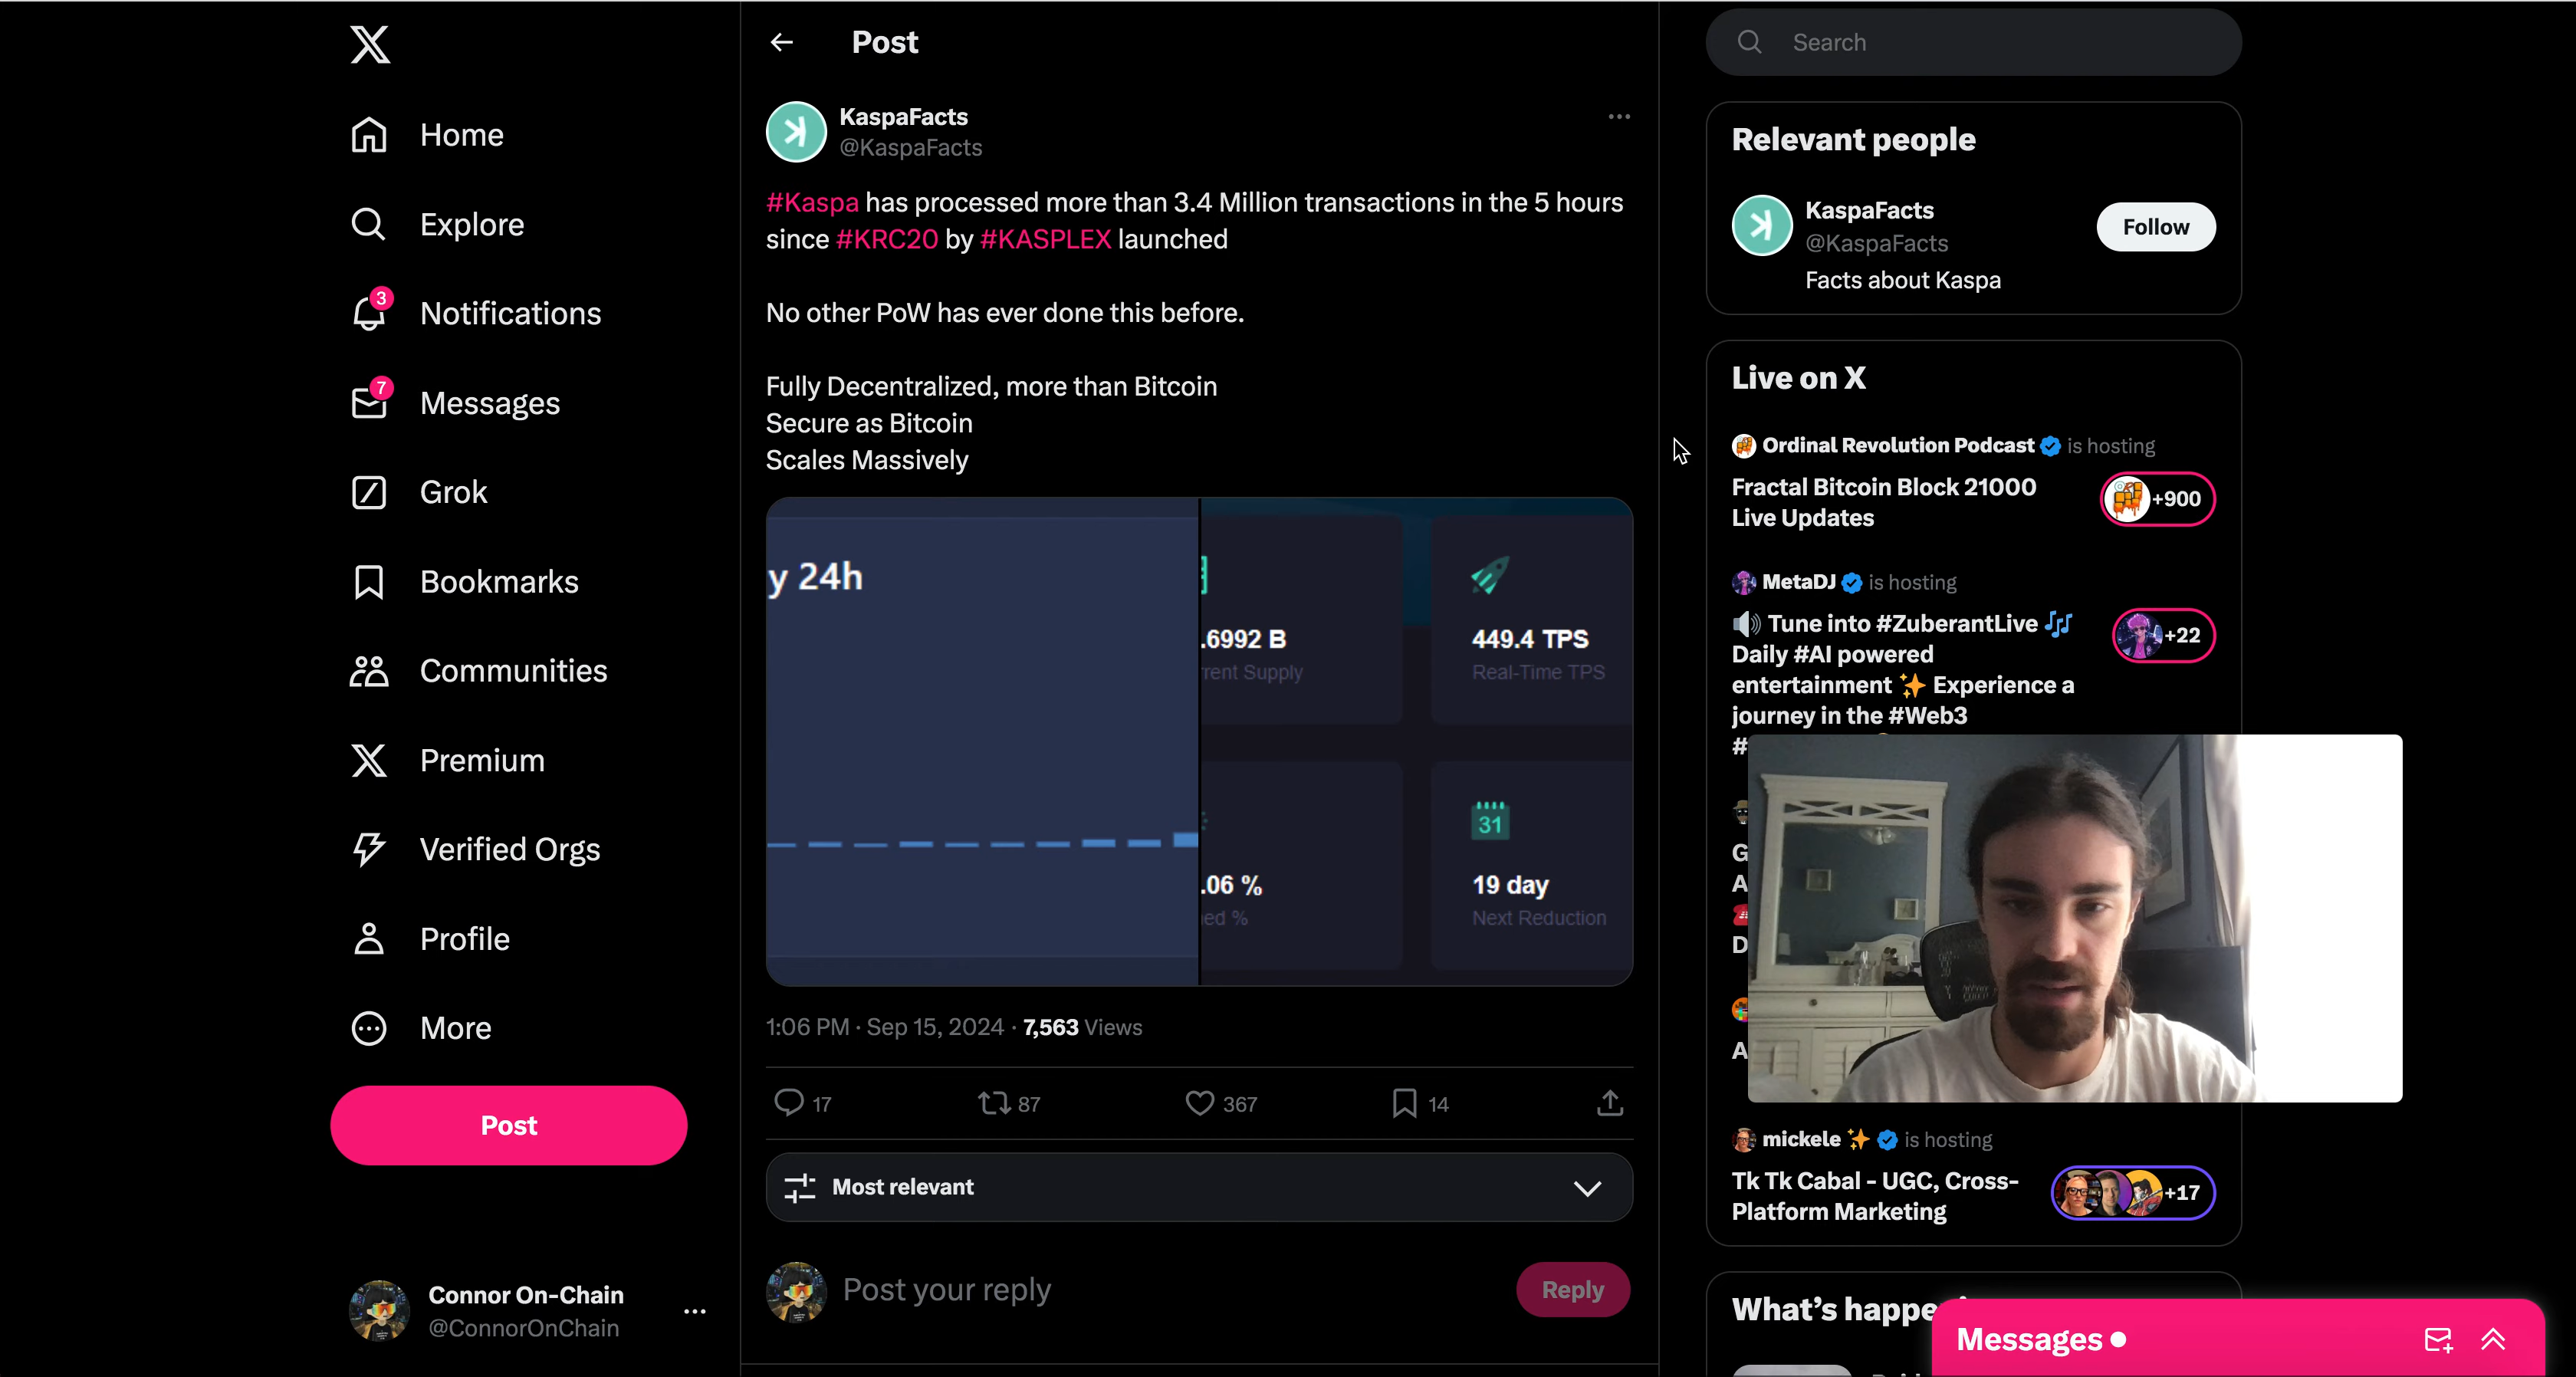 Home
Explore
3
Notifications
7
Messages
Grok
Bookmarks
Communities
Premium
Verified Orgs
Profile
More
Post
Connor On-Chain
@ConnorOnChain
Post
KaspaFacts
@KaspaFacts
#Kaspa has processed more than 3.4 Million transactions in the 5 hours
since #KRC20 by #KASPLEX launched
No other PoW has ever done this before.
Fully Decentralized, more than Bitcoin
Secure as Bitcoin
Scales Massively
y 24h
.6992 B
rent Supply
449.4 TPS
Real-Time TPS
.06 %
ed %
31
19 day
Next Reduction
1:06 PM · Sep 15, 2024 · 7,563 Views
17
87
367
14
Most relevant
Post your reply
Reply
Search
Relevant people
KaspaFacts
@KaspaFacts
Follow
Facts about Kaspa
Live on X
Ordinal Revolution Podcast is hosting
Fractal Bitcoin Block 21000
Live Updates
+900
MetaDJ is hosting
Tune into #ZuberantLive
Daily #AI powered
entertainment ✨ Experience a
journey in the #Web3
#
+22
G
A
D
A
mickele ✨ is hosting
Tk Tk Cabal - UGC, Cross-
Platform Marketing
+17
What's happe
Messages